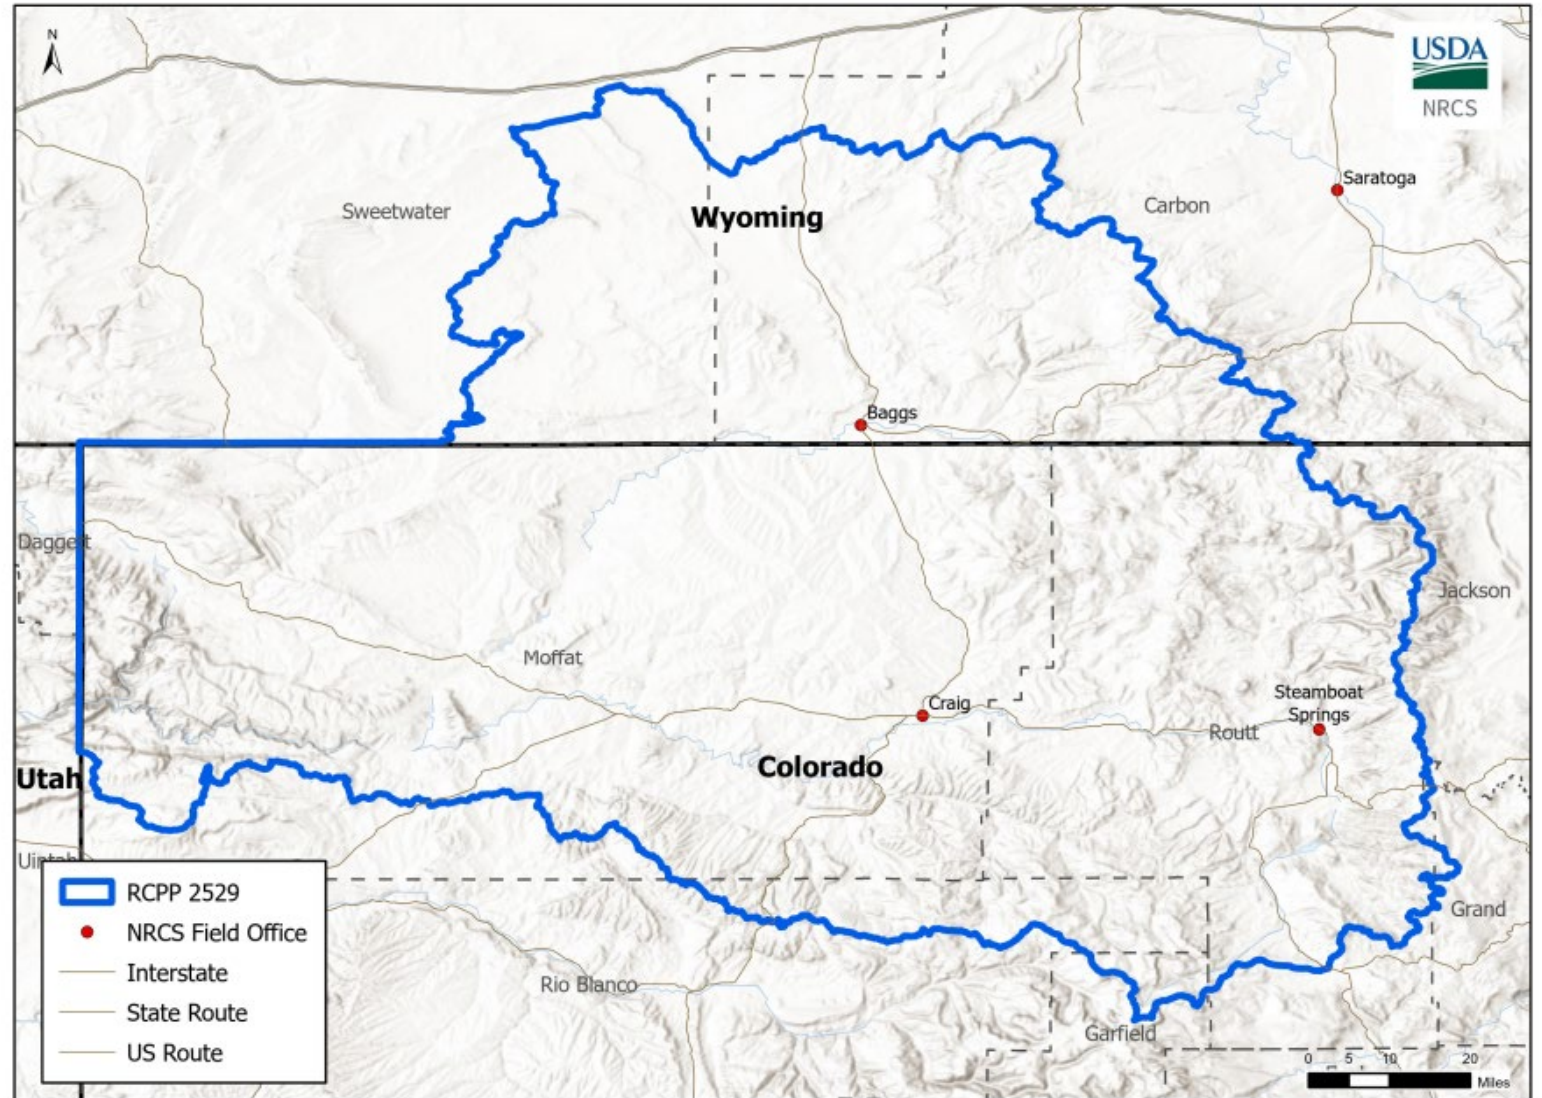 N
USDA
NRCS
Saratoga
Sweetwater
Carbon
Wyoming
Baggs
Daggett
Jackson
Moffat
Steamboat
Springs
Craig
Routt
Colorado
Utah
Uintah
RCPP 2529
NRCS Field Office
Interstate
State Route
US Route
Grand
Rio Blanco
Garfield
0 5 10 20
Miles